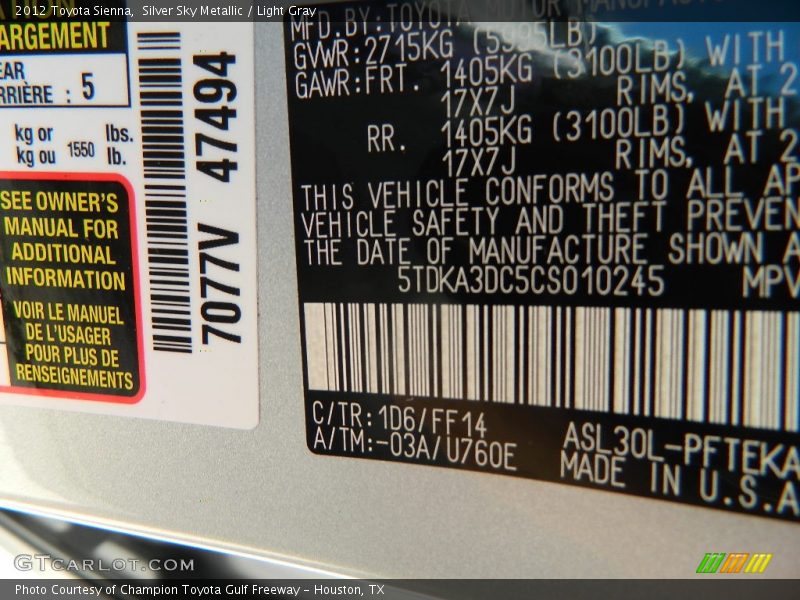 2012 Toyota Sienna, Silver Sky Metallic / Light Gray
ARGEMENT
EAR
RRIÈRE : 5
kg or lbs.
kg ou 1550 lb.
SEE OWNER'S
MANUAL FOR
ADDITIONAL
INFORMATION
VOIR LE MANUEL
DE L'USAGER
POUR PLUS DE
RENSEIGNEMENTS
7077V 47494
MFD.BY:TOYOTA MOTOR MANUFAC
GVWR:2715KG (5995LB)
GAWR:FRT. 1405KG (3100LB) WITH
17X7J RIMS, AT 2
RR. 1405KG (3100LB) WITH
17X7J RIMS, AT 2
THIS VEHICLE CONFORMS TO ALL AP
VEHICLE SAFETY AND THEFT PREVEN
THE DATE OF MANUFACTURE SHOWN A
5TDKA3DC5CS010245 MPV
C/TR:1D6/FF14
A/TM:-03A/U760E
ASL30L-PFTEKA
MADE IN U.S.A
GTCARLOT.COM
Photo Courtesy of Champion Toyota Gulf Freeway - Houston, TX